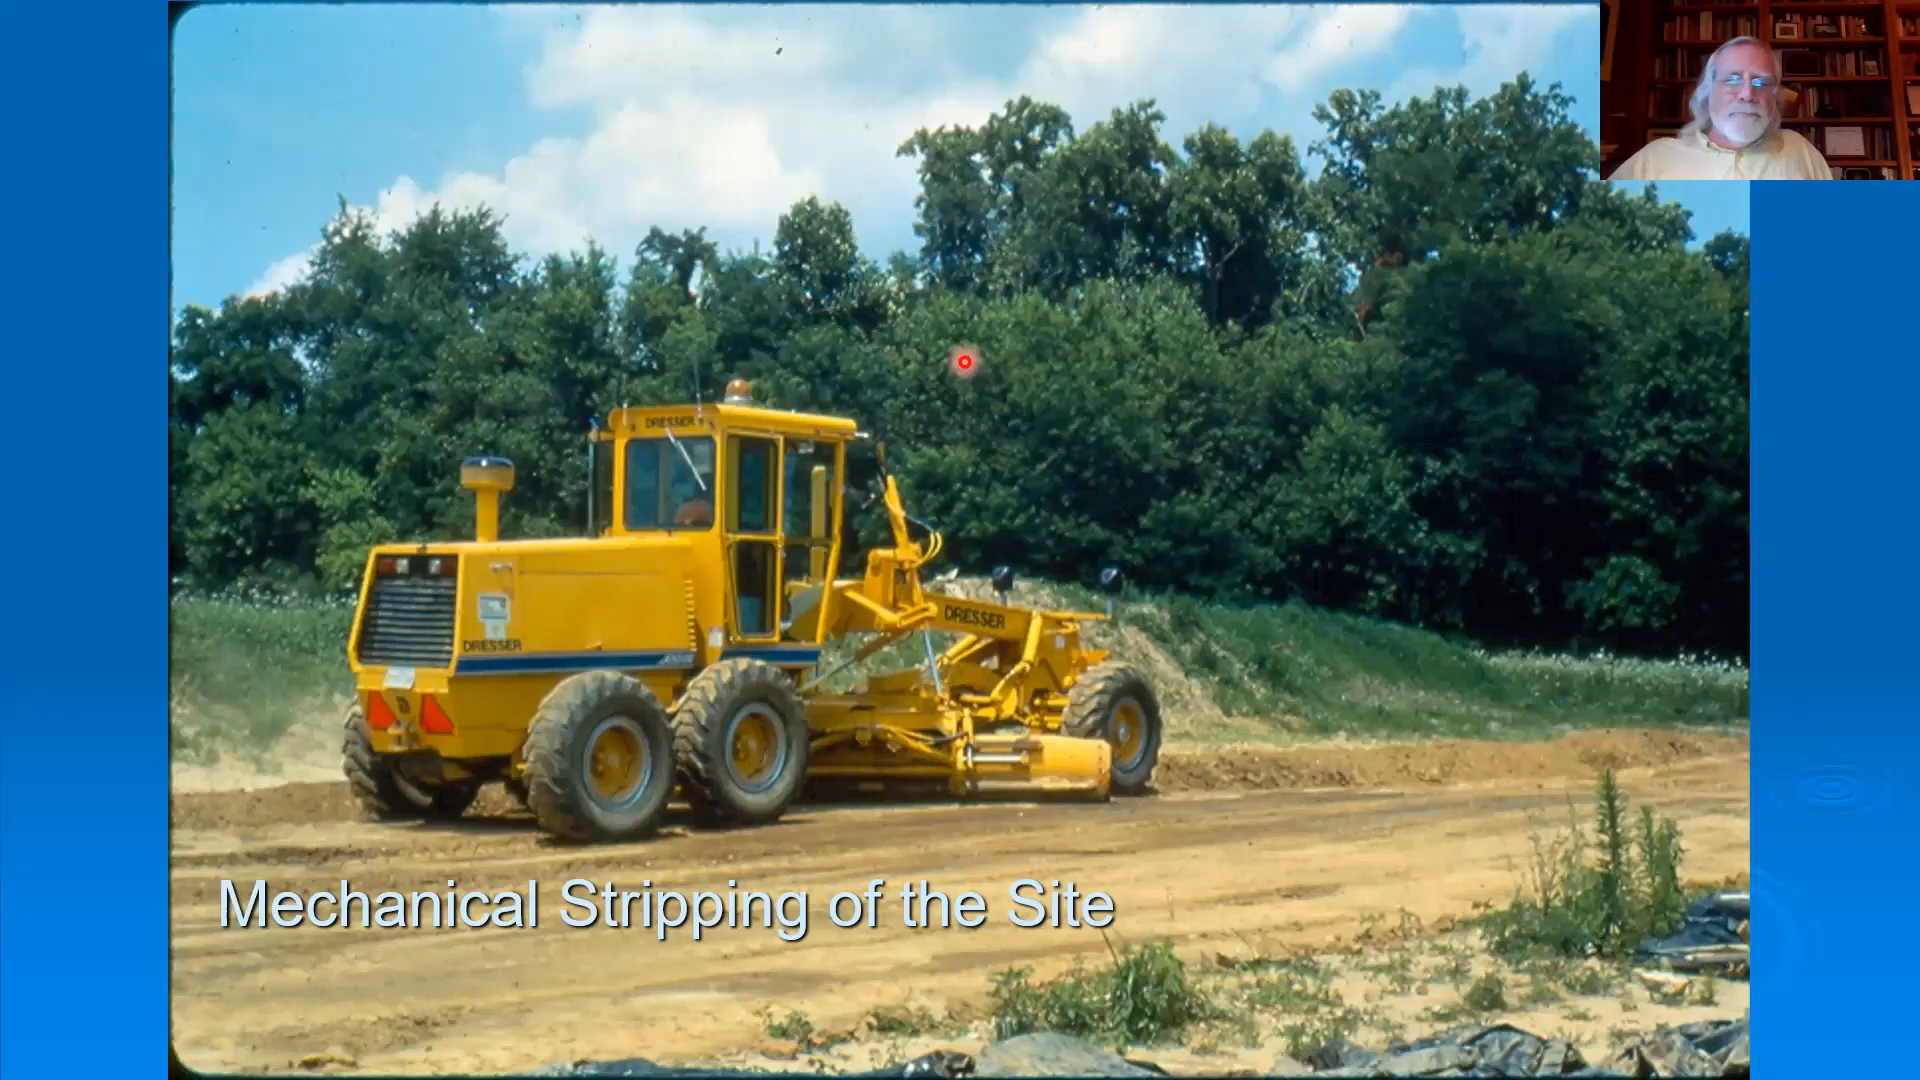 DRESSER
DRESSER
DRESSER
Mechanical Stripping of the Site